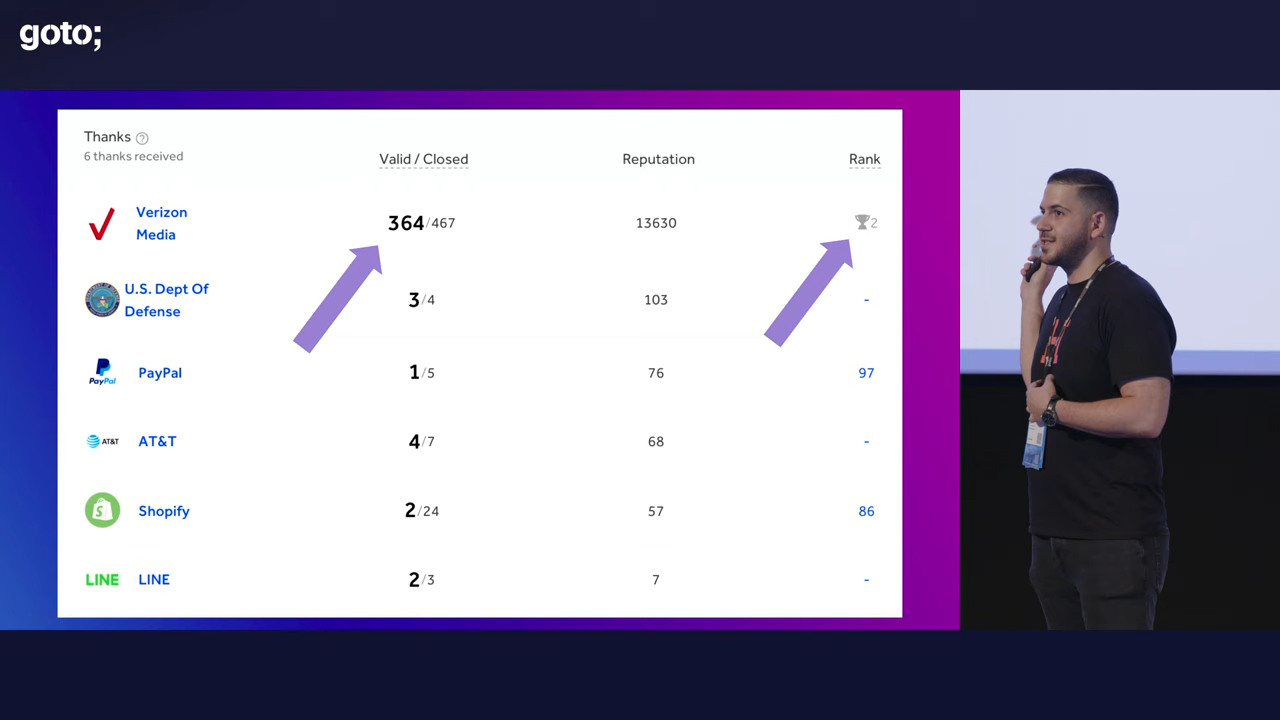 goto;
Thanks ?
6 thanks received
Valid / Closed
Reputation
Rank
Verizon
Media
364/467
13630
2
U.S. Dept Of
Defense
3/4
103
-
PayPal
PayPal
1/5
76
97
AT&T
AT&T
4/7
68
-
Shopify
2/24
57
86
LINE
LINE
2/3
7
-